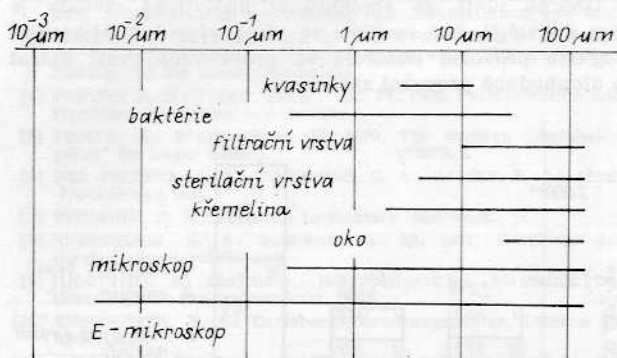 10⁻³ µm 10⁻² µm 10⁻¹ µm 1 µm 10 µm 100 µm
kvasinky
baktérie
filtrační vrstva
sterilační vrstva
křemelina
oko
mikroskop
E-mikroskop